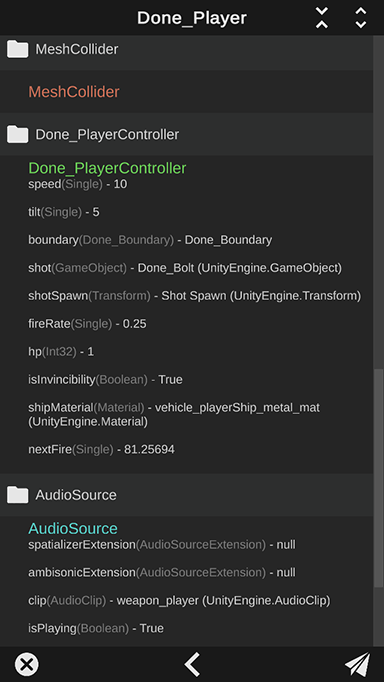 Done_Player
MeshCollider
MeshCollider
Done_PlayerController
Done_PlayerController
speed(Single) - 10
tilt(Single) - 5
boundary(Done_Boundary) - Done_Boundary
shot(GameObject) - Done_Bolt (UnityEngine.GameObject)
shotSpawn(Transform) - Shot Spawn (UnityEngine.Transform)
fireRate(Single) - 0.25
hp(Int32) - 1
isInvincibility(Boolean) - True
shipMaterial(Material) - vehicle_playerShip_metal_mat
(UnityEngine.Material)
nextFire(Single) - 81.25694
AudioSource
AudioSource
spatializerExtension(AudioSourceExtension) - null
ambisonicExtension(AudioSourceExtension) - null
clip(AudioClip) - weapon_player (UnityEngine.AudioClip)
isPlaying(Boolean) - True